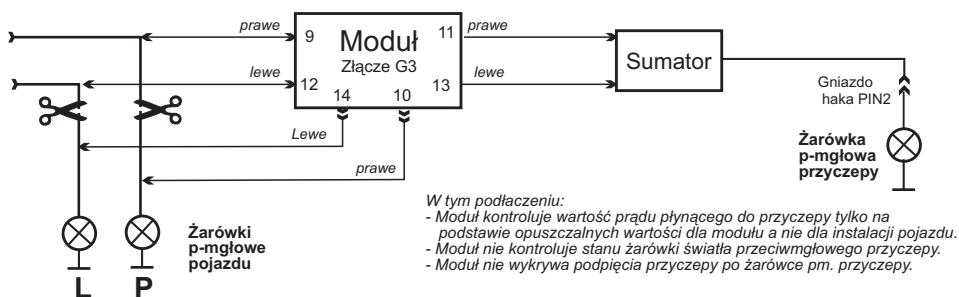 prawe
9
Moduł
Złącze G3
11
prawe
lewe
12
14
10
13
lewe
Sumator
Gniazdo
haka PIN2
Lewe
prawe
Żarówka
p-mgłowa
przyczepy
Żarówki
p-mgłowe
pojazdu
L
P
W tym podłaczeniu:
- Moduł kontroluje wartość prądu płynącego do przyczepy tylko na
podstawie opuszczalnych wartości dla modułu a nie dla instalacji pojazdu.
- Moduł nie kontroluje stanu żarówki światła przeciwmgłowego przyczepy.
- Moduł nie wykrywa podpięcia przyczepy po żarówce pm. przyczepy.